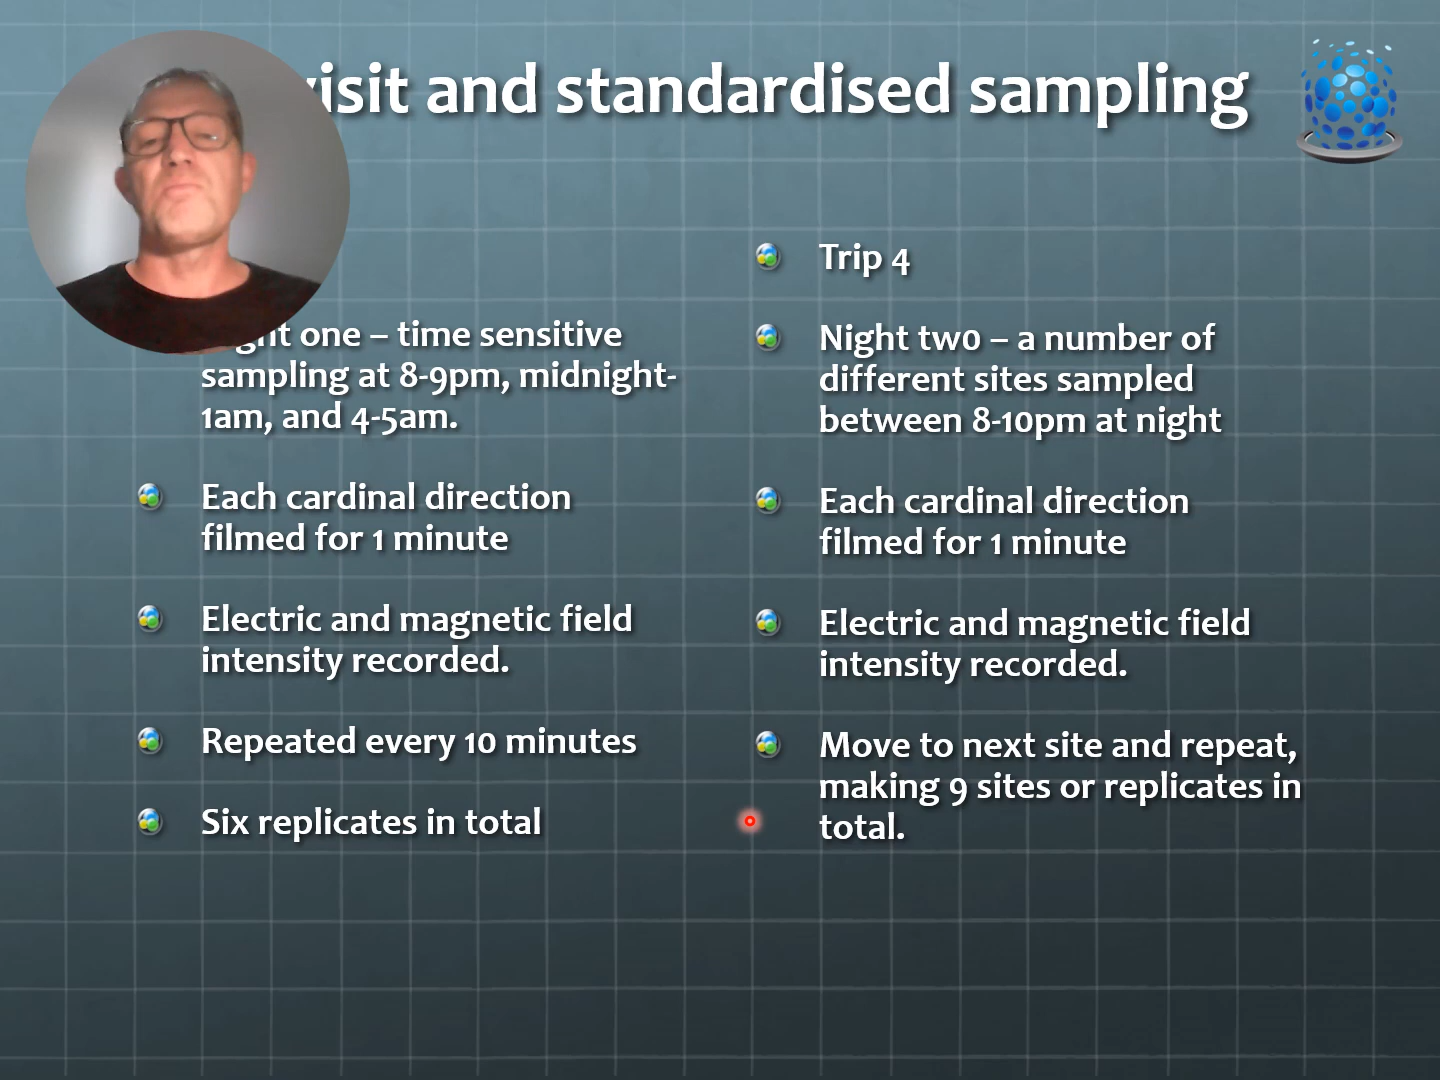 visit and standardised sampling
one – time sensitive
sampling at 8-9pm, midnight-
1am, and 4-5am.
Each cardinal direction
filmed for 1 minute
Electric and magnetic field
intensity recorded.
Repeated every 10 minutes
Six replicates in total
Trip 4
Night tw0 – a number of
different sites sampled
between 8-10pm at night
Each cardinal direction
filmed for 1 minute
Electric and magnetic field
intensity recorded.
Move to next site and repeat,
making 9 sites or replicates in
total.